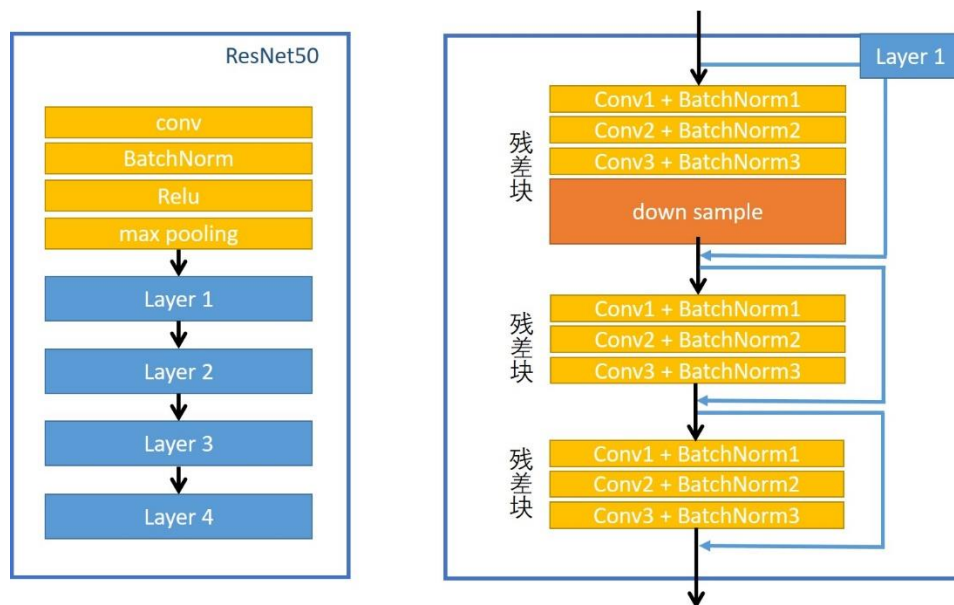 ResNet50
conv
BatchNorm
Relu
max pooling
Layer 1
Layer 2
Layer 3
Layer 4
Layer 1
残差块
Conv1 + BatchNorm1
Conv2 + BatchNorm2
Conv3 + BatchNorm3
down sample
残差块
Conv1 + BatchNorm1
Conv2 + BatchNorm2
Conv3 + BatchNorm3
残差块
Conv1 + BatchNorm1
Conv2 + BatchNorm2
Conv3 + BatchNorm3